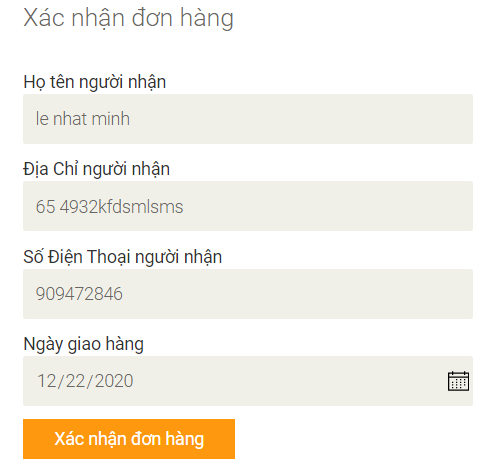 Xác nhận đơn hàng
Họ tên người nhận
le nhat minh
Địa Chỉ người nhận
65 4932kfdsmlsms
Số Điện Thoại người nhận
909472846
Ngày giao hàng
12/22/2020
Xác nhận đơn hàng